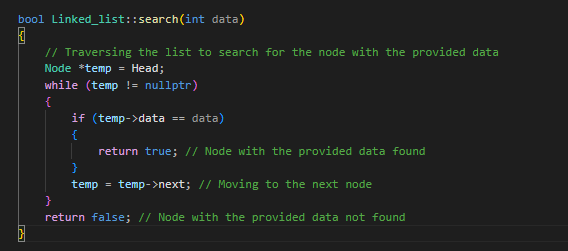 bool Linked_list::search(int data)
{
    // Traversing the list to search for the node with the provided data
    Node *temp = Head;
    while (temp != nullptr)
    {
        if (temp->data == data)
        {
            return true; // Node with the provided data found
        }
        temp = temp->next; // Moving to the next node
    }
    return false; // Node with the provided data not found
}